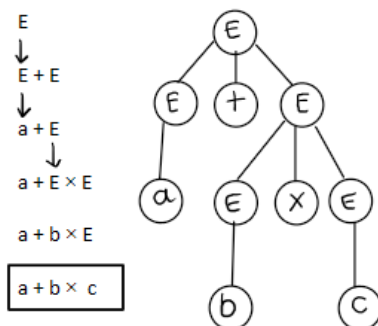 E
E + E
a + E
a + E × E
a + b × E
a + b × c
E
E + E
a E × E
b c